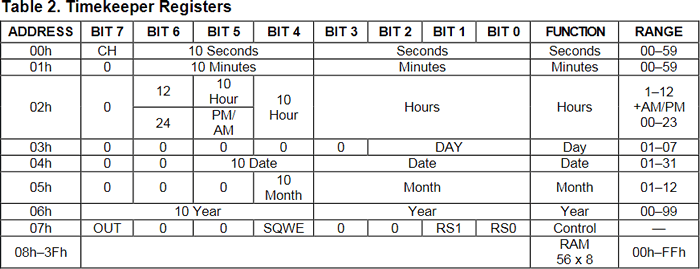 Table 2. Timekeeper Registers
ADDRESS BIT 7 BIT 6 BIT 5 BIT 4 BIT 3 BIT 2 BIT 1 BIT 0 FUNCTION RANGE
00h CH 10 Seconds Seconds Seconds 00–59
01h 0 10 Minutes Minutes Minutes 00–59
02h 0 12 10 Hour 10 Hour Hours Hours 1–12 +AM/PM 00–23
24 PM/AM
03h 0 0 0 0 0 DAY Day 01–07
04h 0 0 10 Date Date Date 01–31
05h 0 0 0 10 Month Month Month 01–12
06h 10 Year Year Year 00–99
07h OUT 0 0 SQWE 0 0 RS1 RS0 Control —
08h–3Fh RAM 56 x 8 00h–FFh